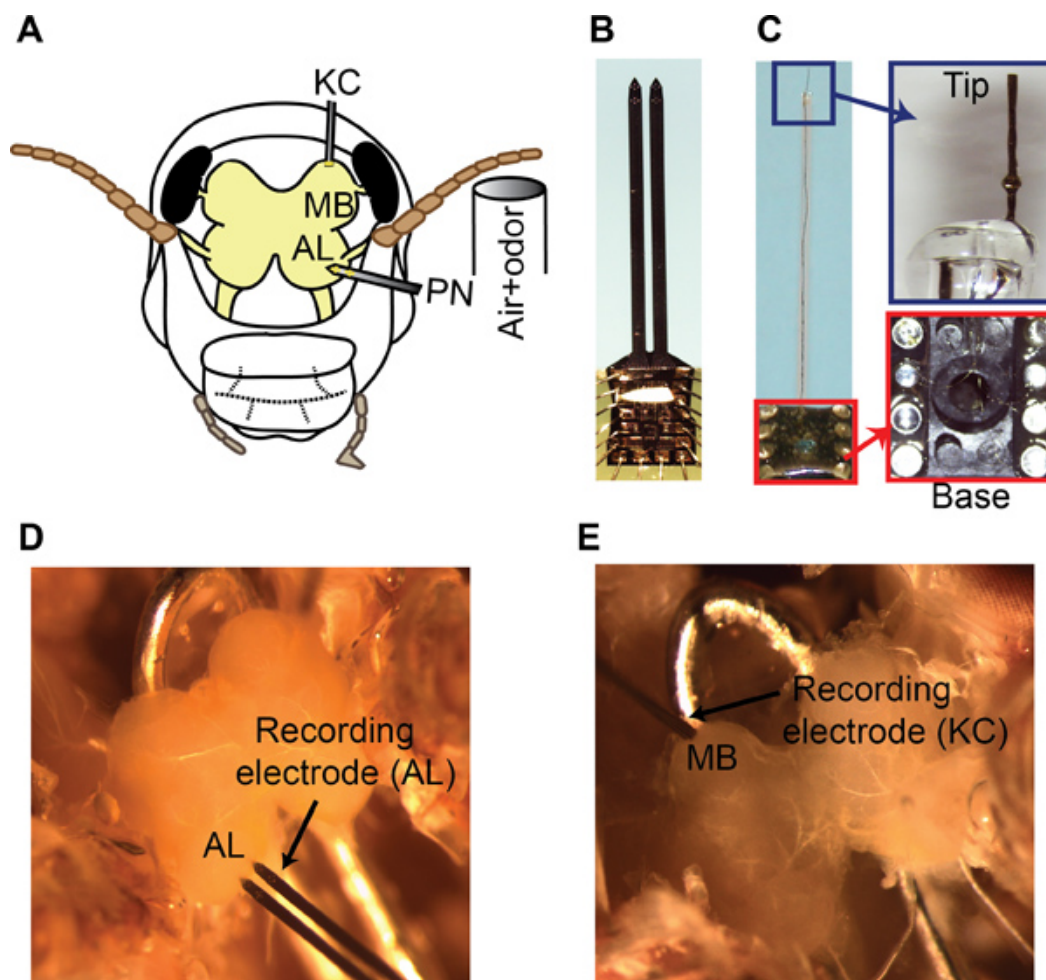 A
KC
MB
AL
PN
Air+odor
B
C
Tip
Base
D
Recording
electrode (AL)
AL
E
Recording
electrode (KC)
MB